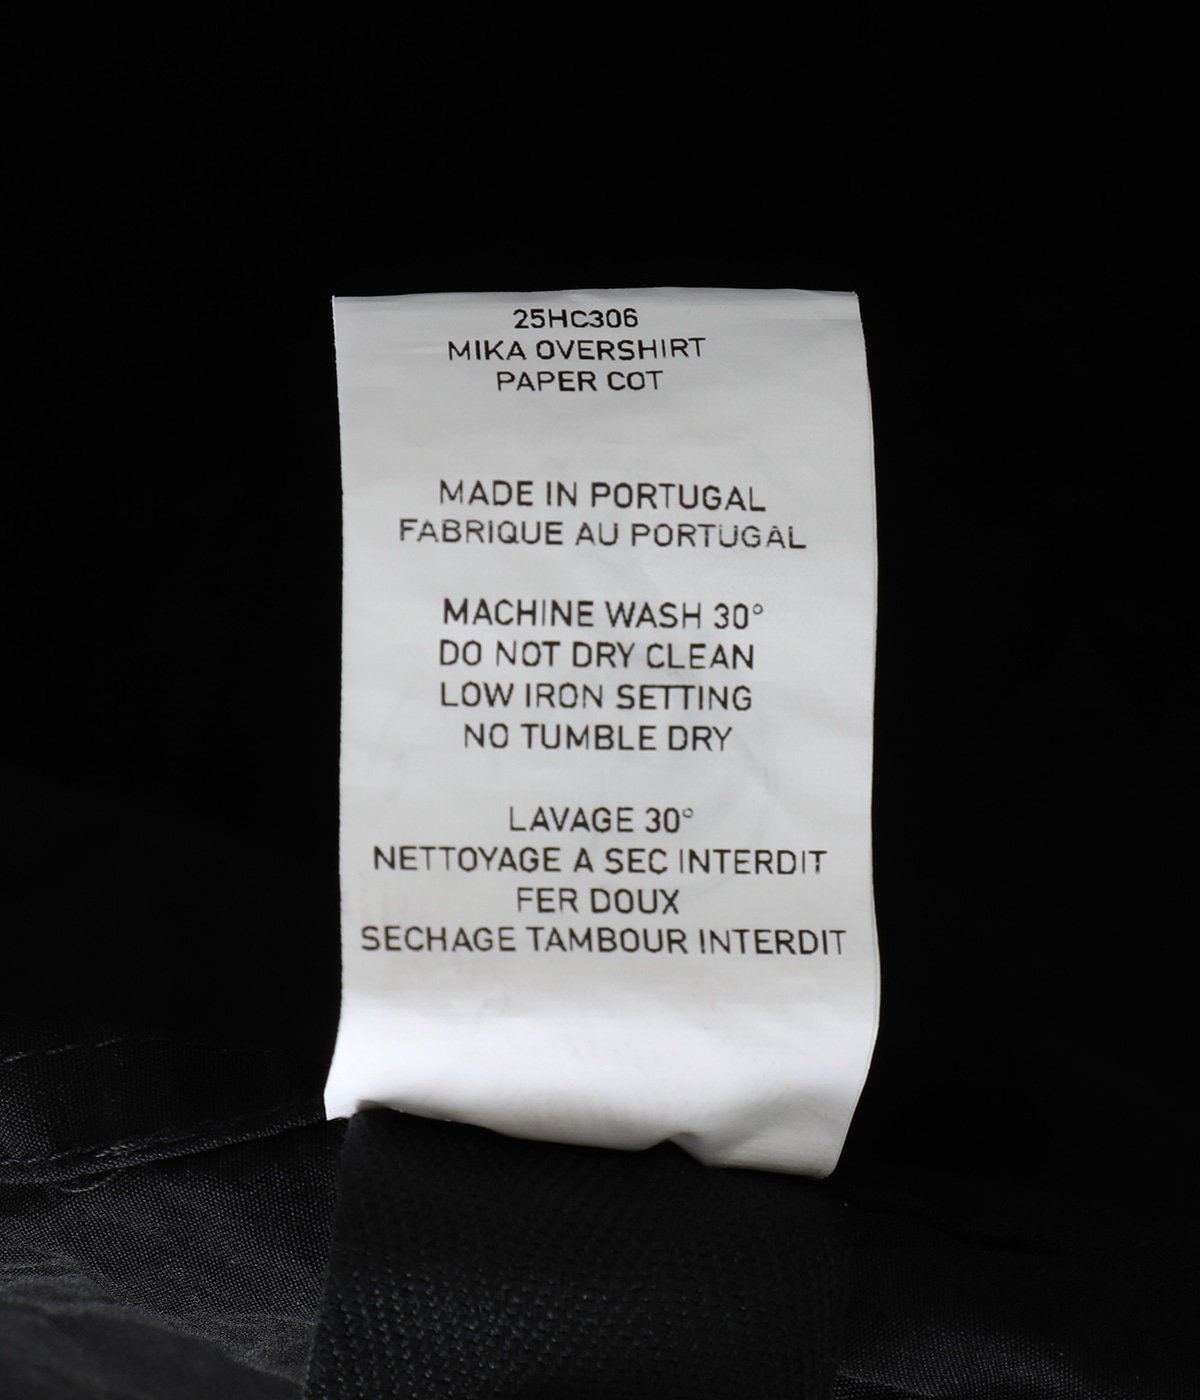 25HC306
MIKA OVERSHIRT
PAPER COT
MADE IN PORTUGAL
FABRIQUE AU PORTUGAL
MACHINE WASH 30°
DO NOT DRY CLEAN
LOW IRON SETTING
NO TUMBLE DRY
LAVAGE 30°
NETTOYAGE A SEC INTERDIT
FER DOUX
SECHAGE TAMBOUR INTERDIT